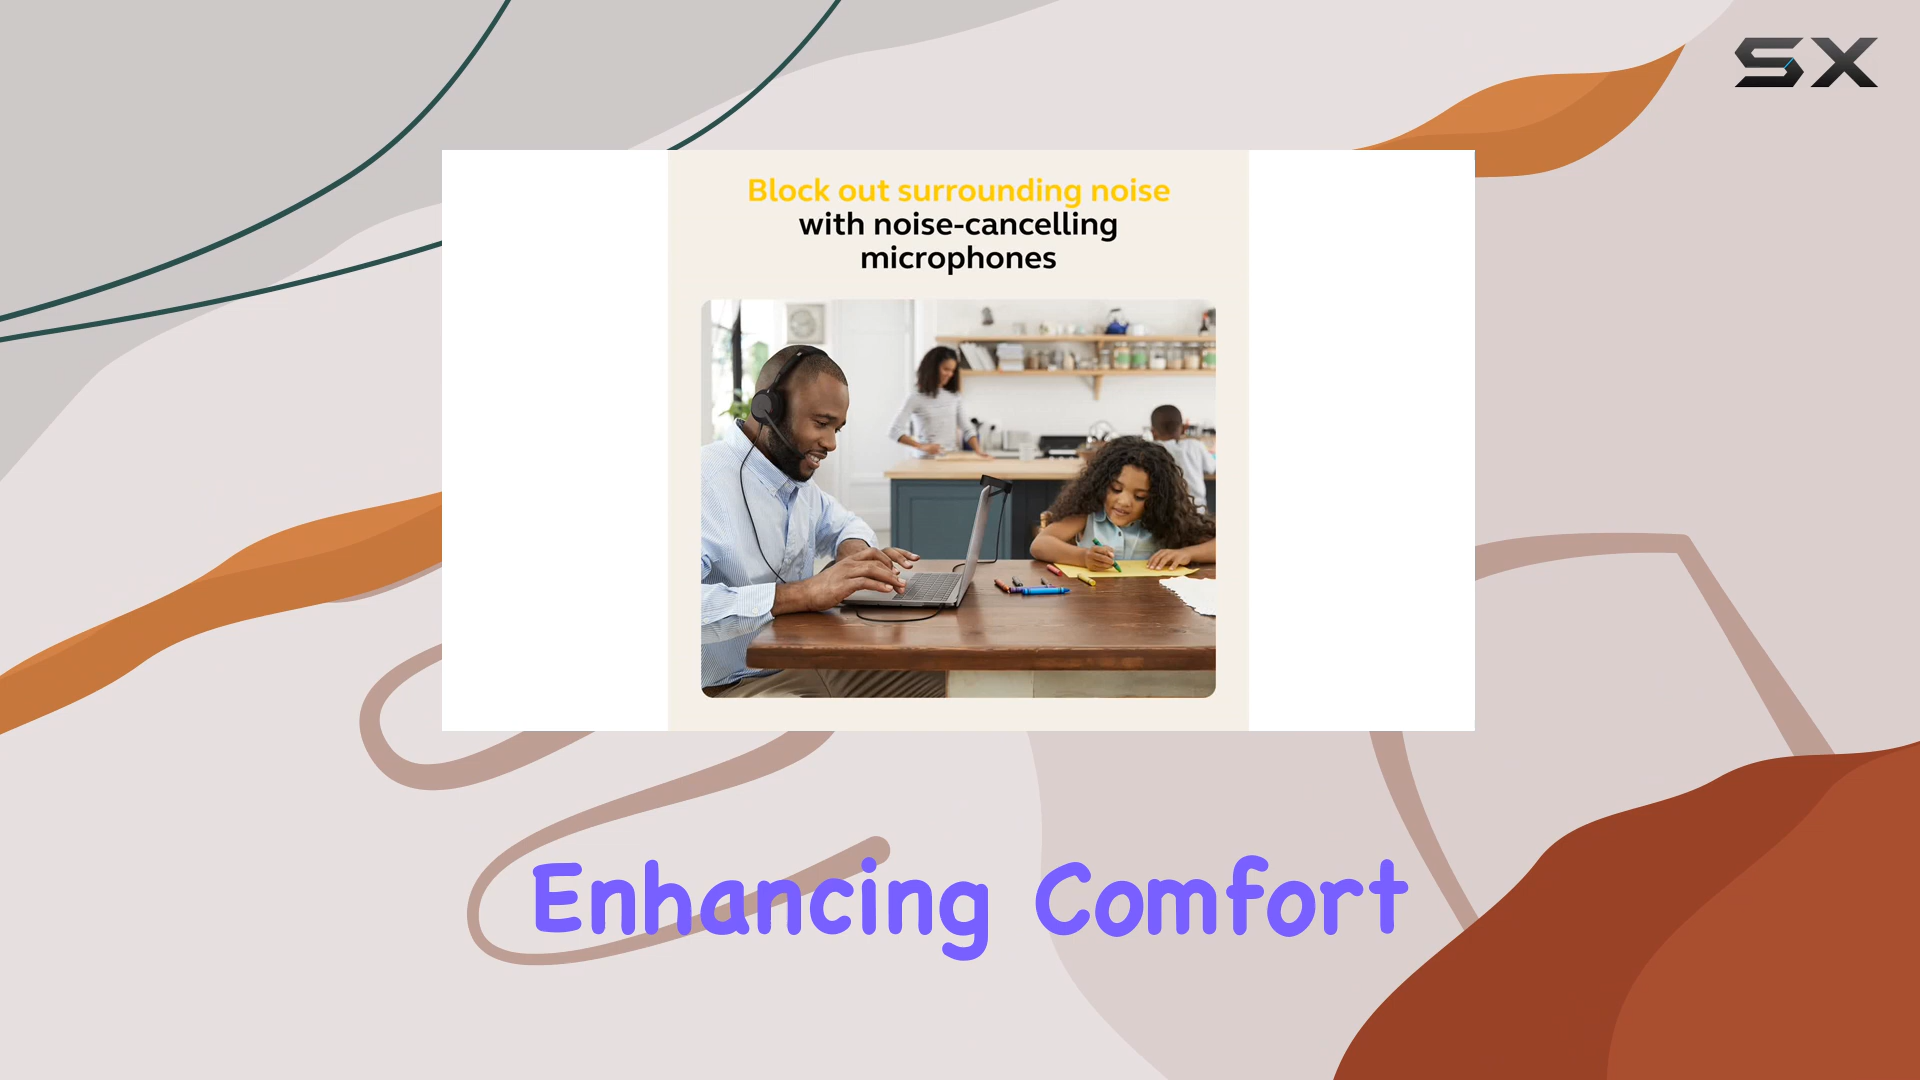 SX
Block out surrounding noise
with noise-cancelling
microphones
Enhancing Comfort